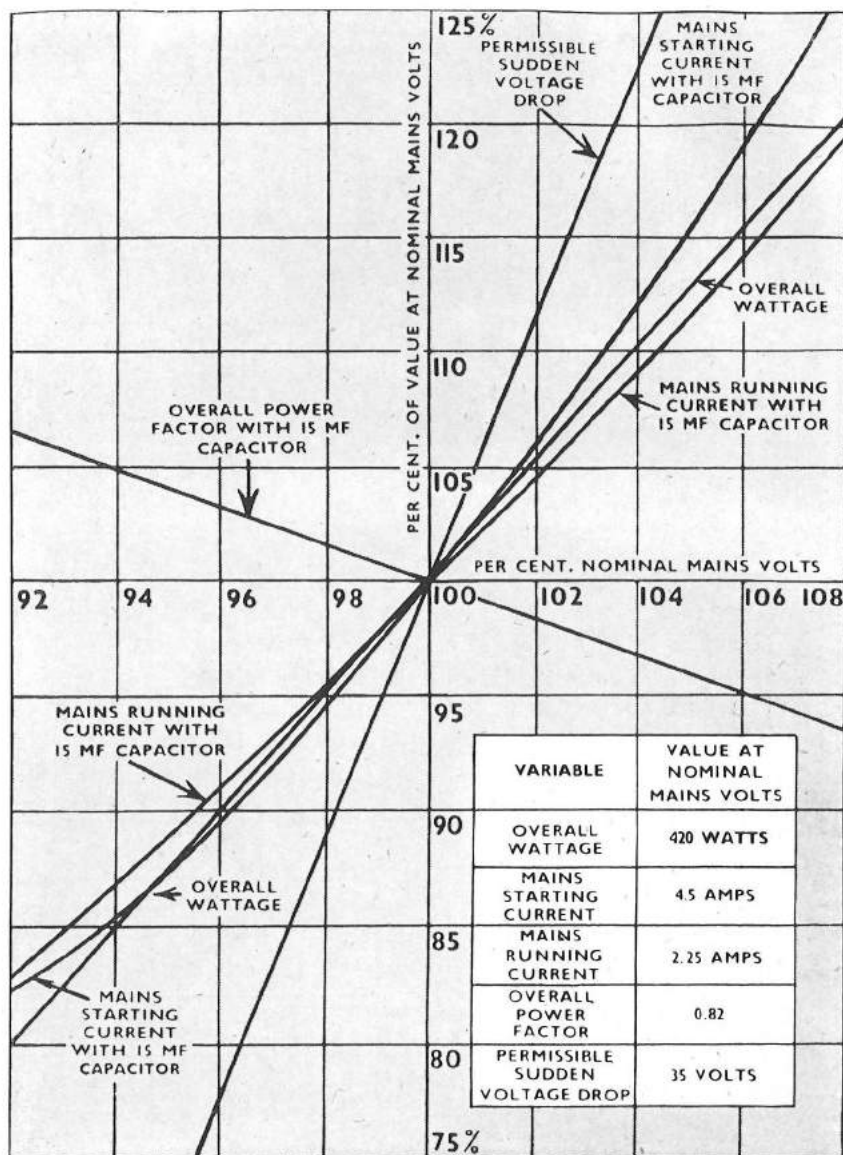 125%
PERMISSIBLE
SUDDEN
VOLTAGE
DROP
MAINS
STARTING
CURRENT
WITH 15 MF
CAPACITOR
PER CENT. OF VALUE AT NOMINAL MAINS VOLTS
120
115
OVERALL
WATTAGE
110
OVERALL POWER
FACTOR WITH 15 MF
CAPACITOR
MAINS RUNNING
CURRENT WITH
15 MF CAPACITOR
105
PER CENT. NOMINAL MAINS VOLTS
92 94 96 98 100 102 104 106 108
95
MAINS RUNNING
CURRENT WITH
15 MF CAPACITOR
90
OVERALL
WATTAGE
85
MAINS
STARTING
CURRENT
WITH 15 MF
CAPACITOR
80
75%
VARIABLE
VALUE AT
NOMINAL
MAINS VOLTS
OVERALL
WATTAGE
420 WATTS
MAINS
STARTING
CURRENT
4.5 AMPS
MAINS
RUNNING
CURRENT
2.25 AMPS
OVERALL
POWER
FACTOR
0.82
PERMISSIBLE
SUDDEN
VOLTAGE DROP
35 VOLTS